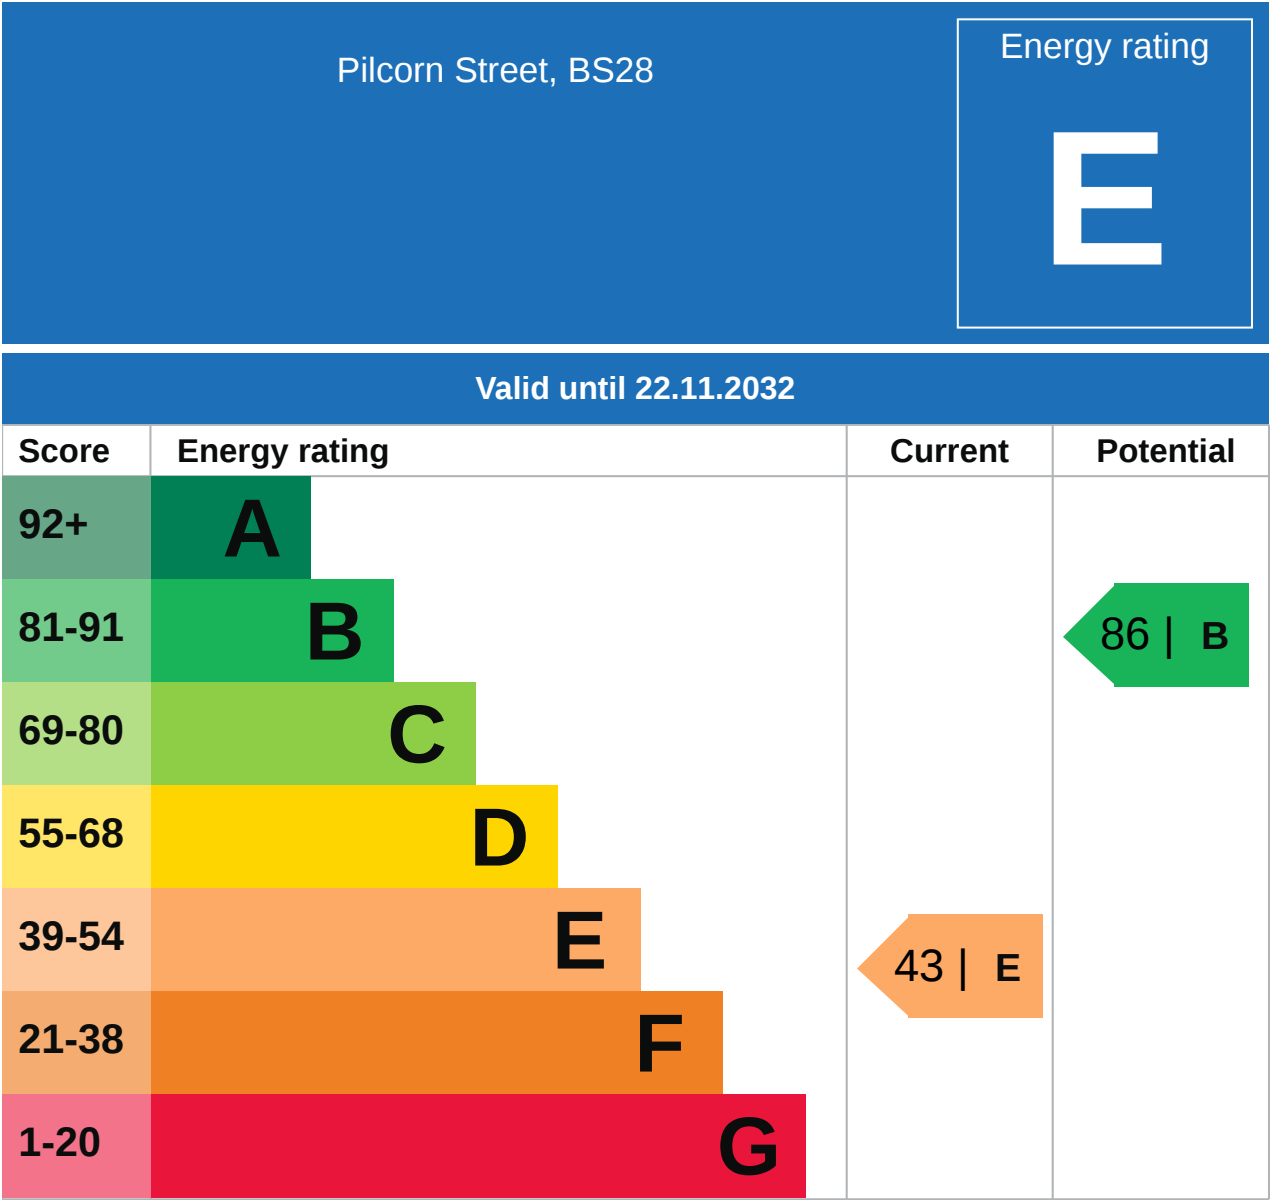 Pilcorn Street, BS28
Energy rating
E
Valid until 22.11.2032
Score Energy rating Current Potential
92+ A
81-91 B 86 | B
69-80 C
55-68 D
39-54 E 43 | E
21-38 F
1-20 G